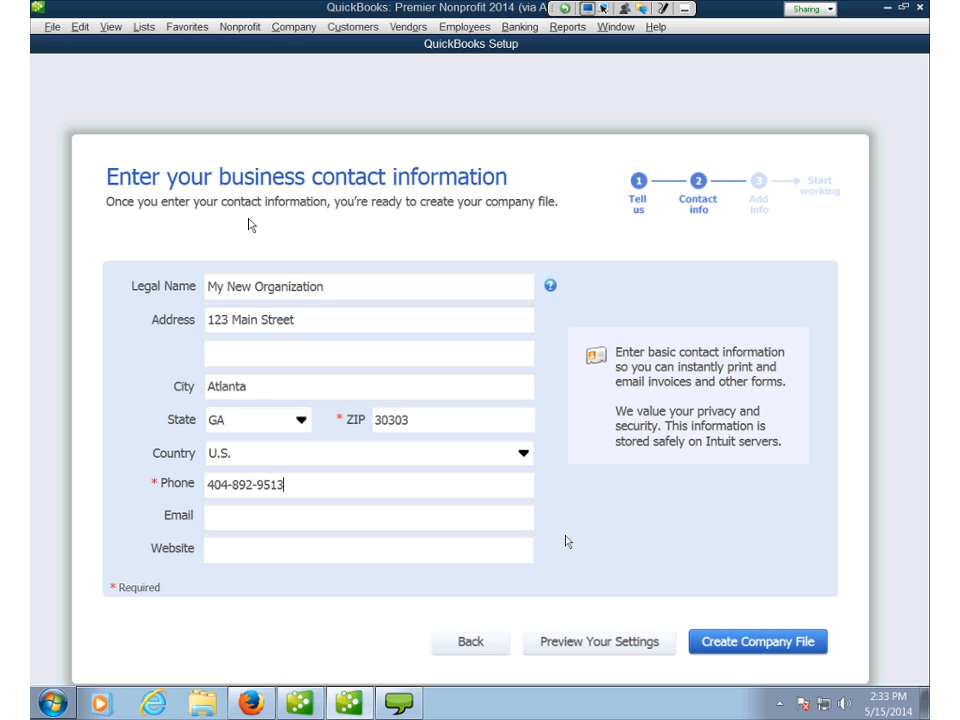 QuickBooks: Premier Nonprofit 2014 (via A
Sharing
File Edit View Lists Favorites Nonprofit Company Customers Vendors Employees Banking Reports Window Help
QuickBooks Setup
Enter your business contact information
Once you enter your contact information, you're ready to create your company file.
1 2 3 Start working
Tell us Contact info Add info
Legal Name My New Organization
Address 123 Main Street
City Atlanta
State GA * ZIP 30303
Country U.S.
* Phone 404-892-9513
Email
Website
* Required
Enter basic contact information
so you can instantly print and
email invoices and other forms.
We value your privacy and
security. This information is
stored safely on Intuit servers.
Back Preview Your Settings Create Company File
2:33 PM
5/15/2014